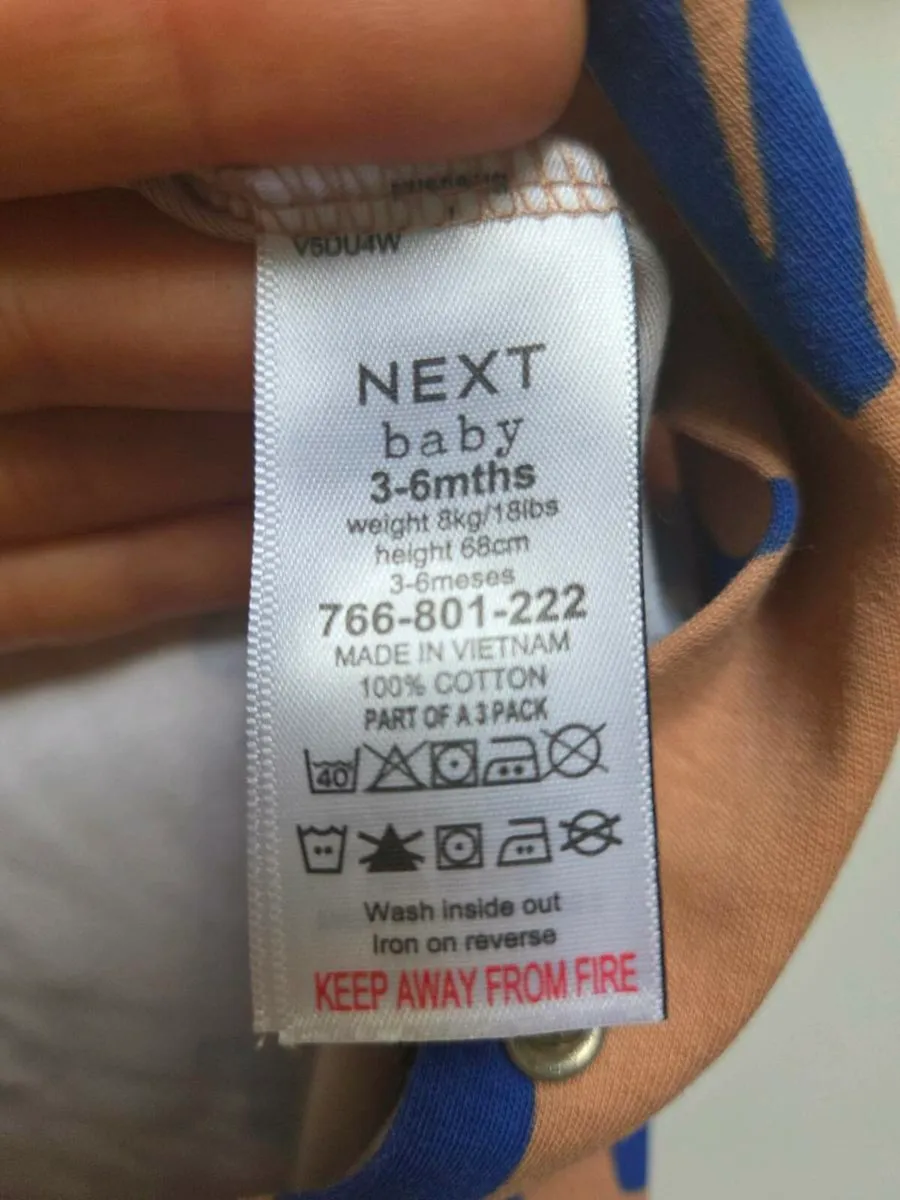 V5DU4W
NEXT
baby
3-6mths
weight 8kg/18lbs
height 68cm
3-6meses
766-801-222
MADE IN VIETNAM
100% COTTON
PART OF A 3 PACK
40
Wash inside out
Iron on reverse
KEEP AWAY FROM FIRE